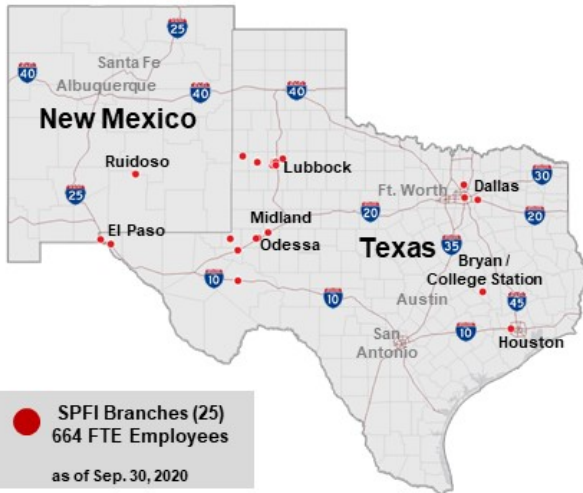 25
Santa Fe
40
Albuquerque
40
40
New Mexico
Ruidoso
Lubbock
30
Ft. Worth
Dallas
25
El Paso
Midland
20
20
Odessa
Texas
35
Bryan /
College Station
10
10
Austin
45
San
Antonio
10
Houston
SPFI Branches (25)
664 FTE Employees
as of Sep. 30, 2020